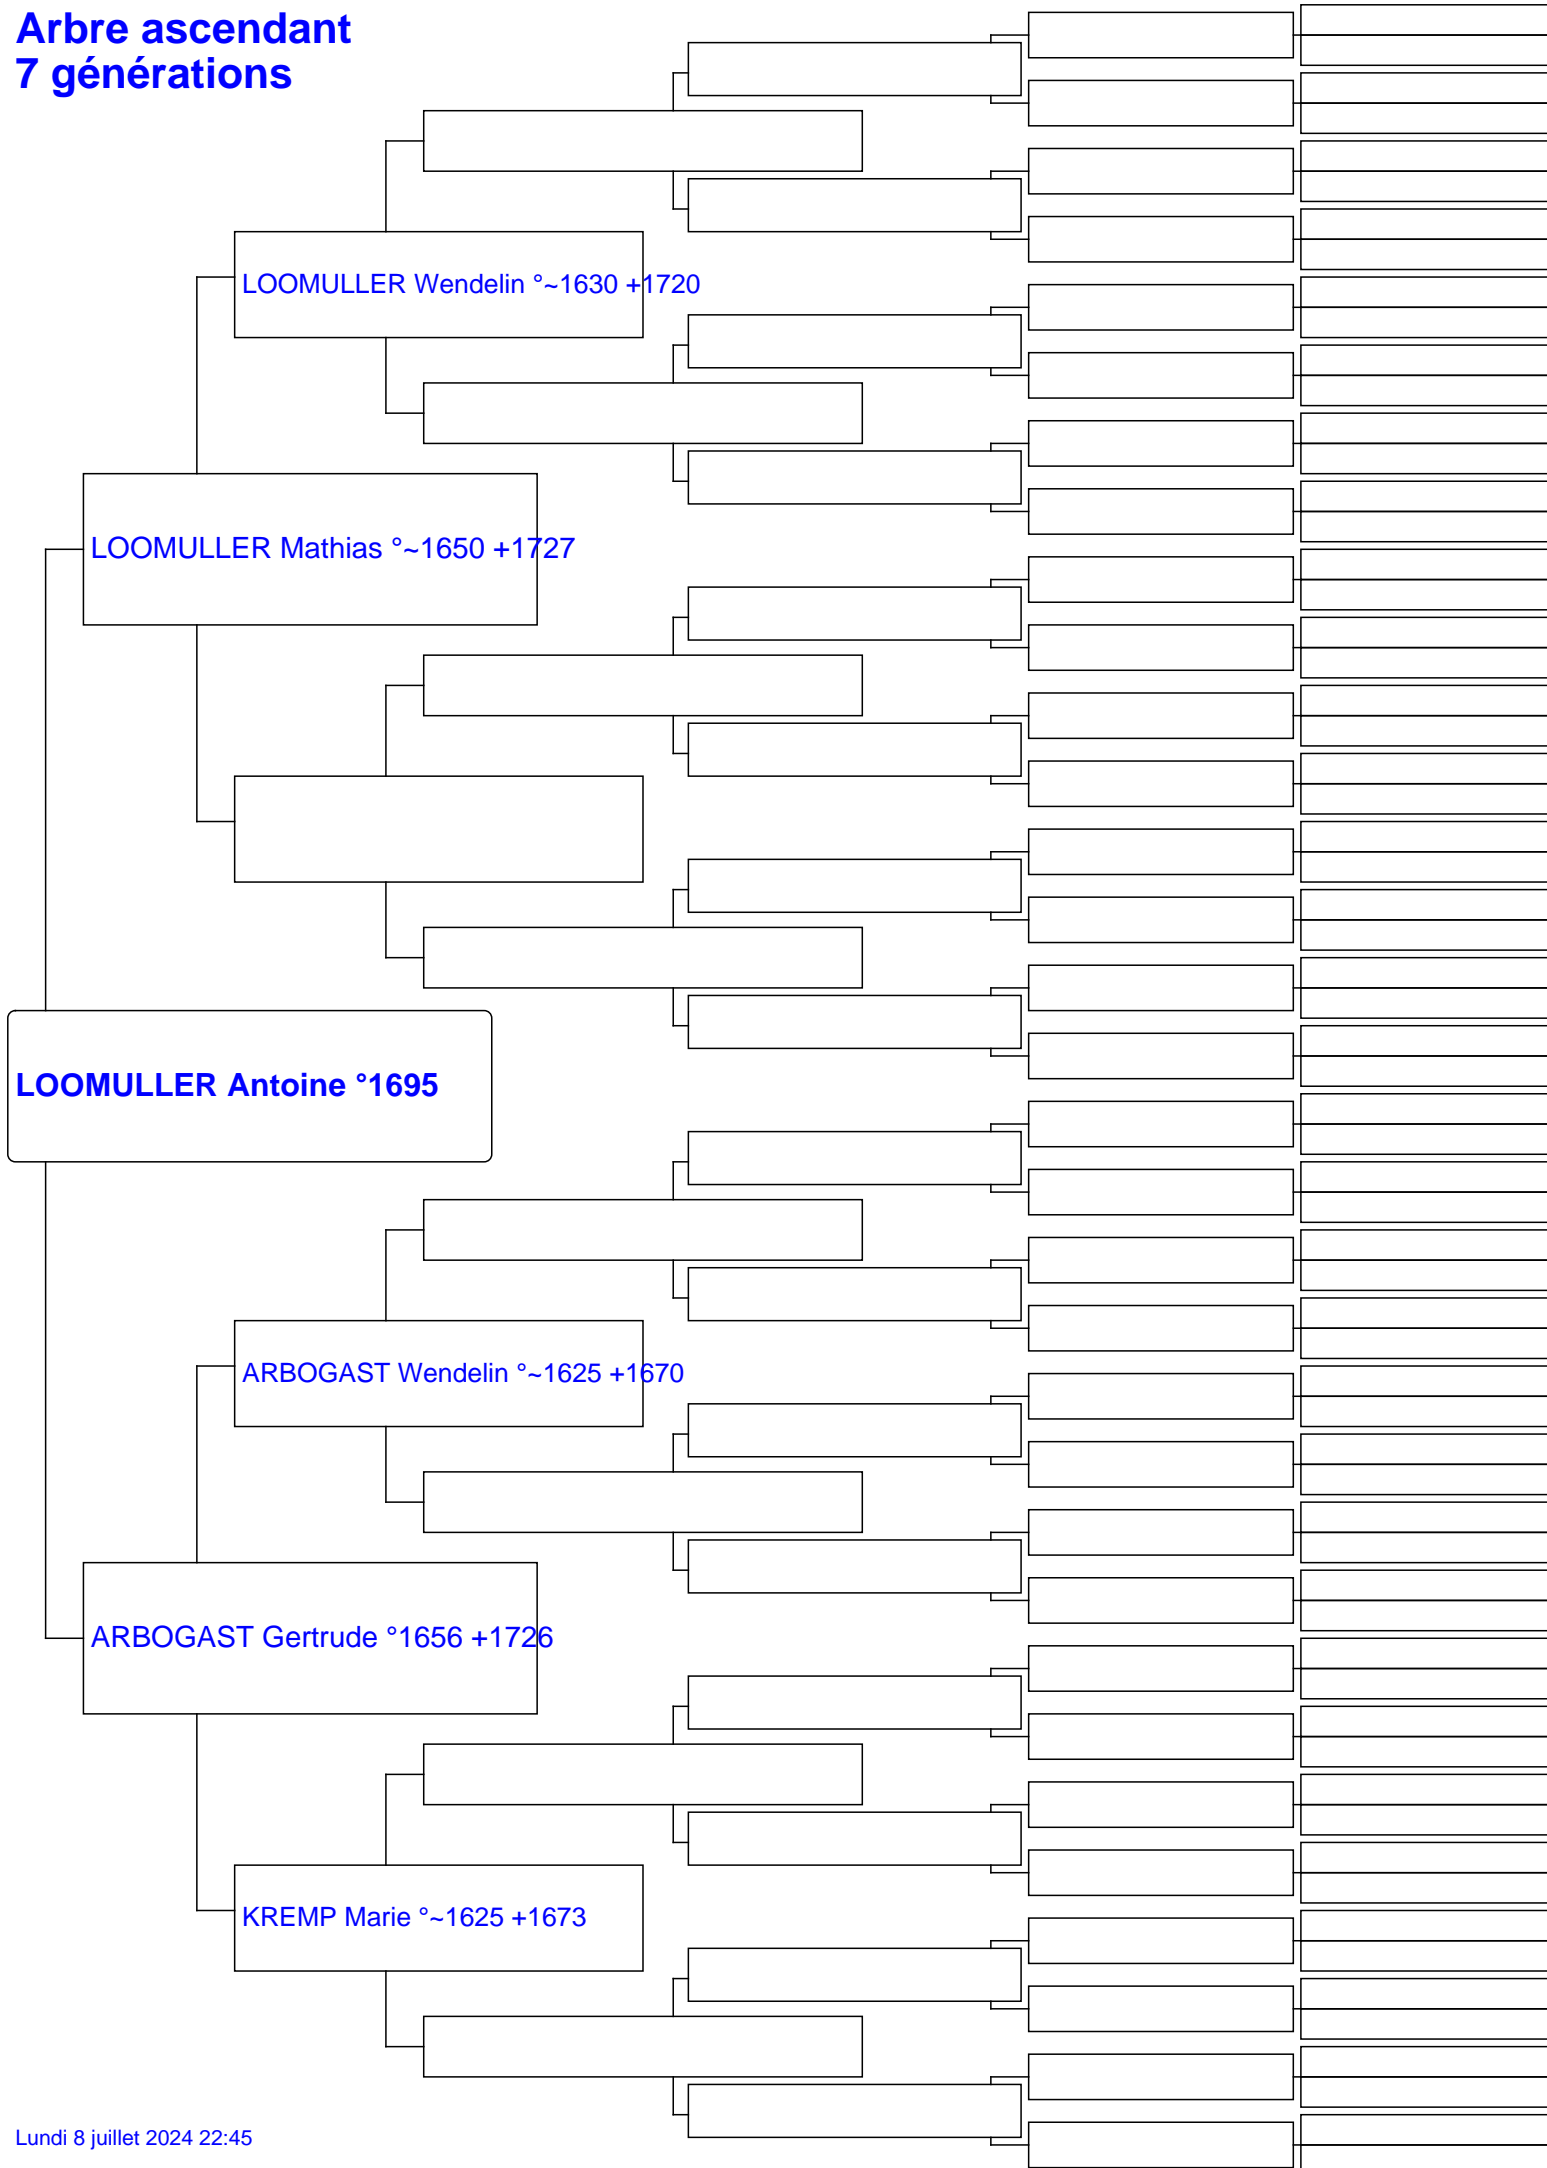 Arbre ascendant
7 générations
LOOMULLER Wendelin °~1630 +1720
LOOMULLER Mathias °~1650 +1727
LOOMULLER Antoine °1695
ARBOGAST Wendelin °~1625 +1670
ARBOGAST Gertrude °1656 +1726
KREMP Marie °~1625 +1673
Lundi 8 juillet 2024 22:45